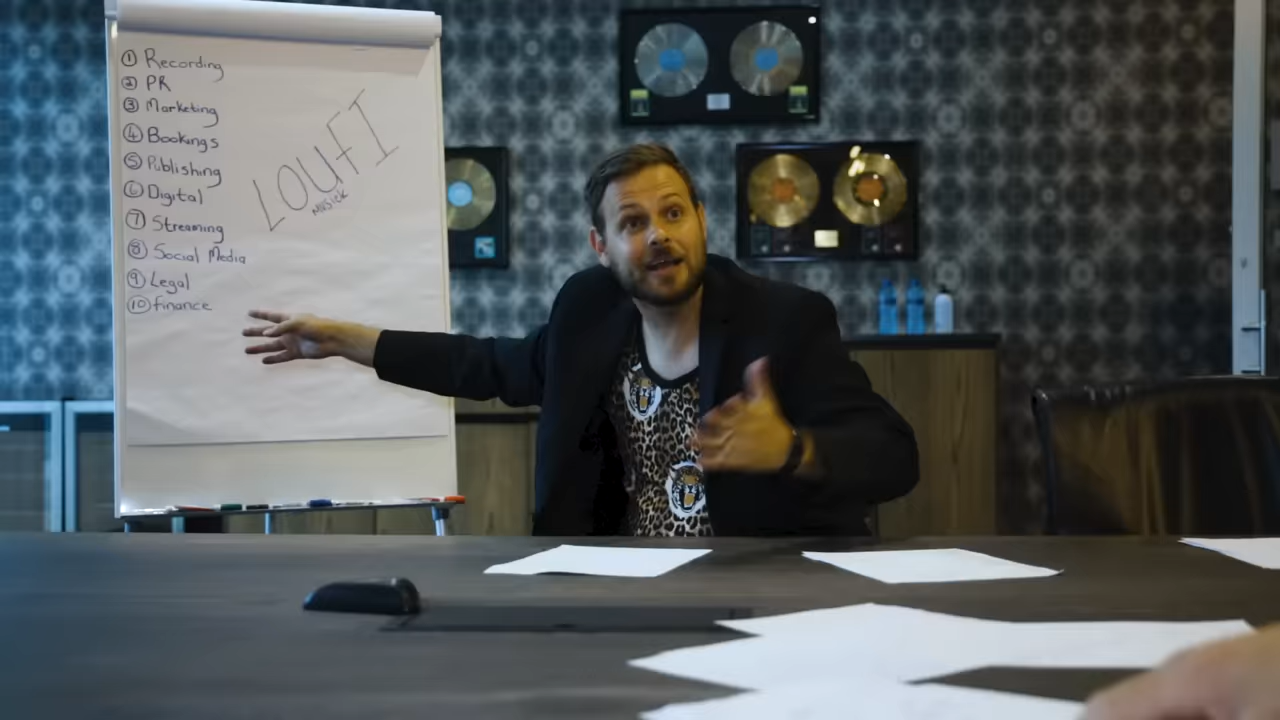 ① Recording
② PR
③ Marketing
④ Bookings
⑤ Publishing
⑥ Digital
⑦ Streaming
⑧ Social Media
⑨ Legal
⑩ finance
LOUFI
MUSIEK